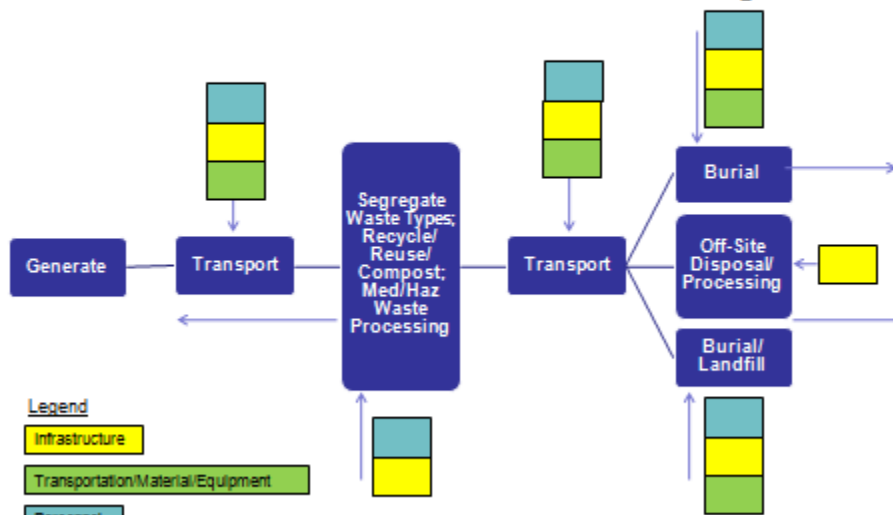 Burial
Segregate
Waste Types;
Recycle/
Reuse/
Compost;
Med/Haz
Waste
Processing
Generate
Transport
Transport
Off-Site
Disposal/
Processing
Burial/
Landfill
Legend
Infrastructure
Transportation/Material/Equipment